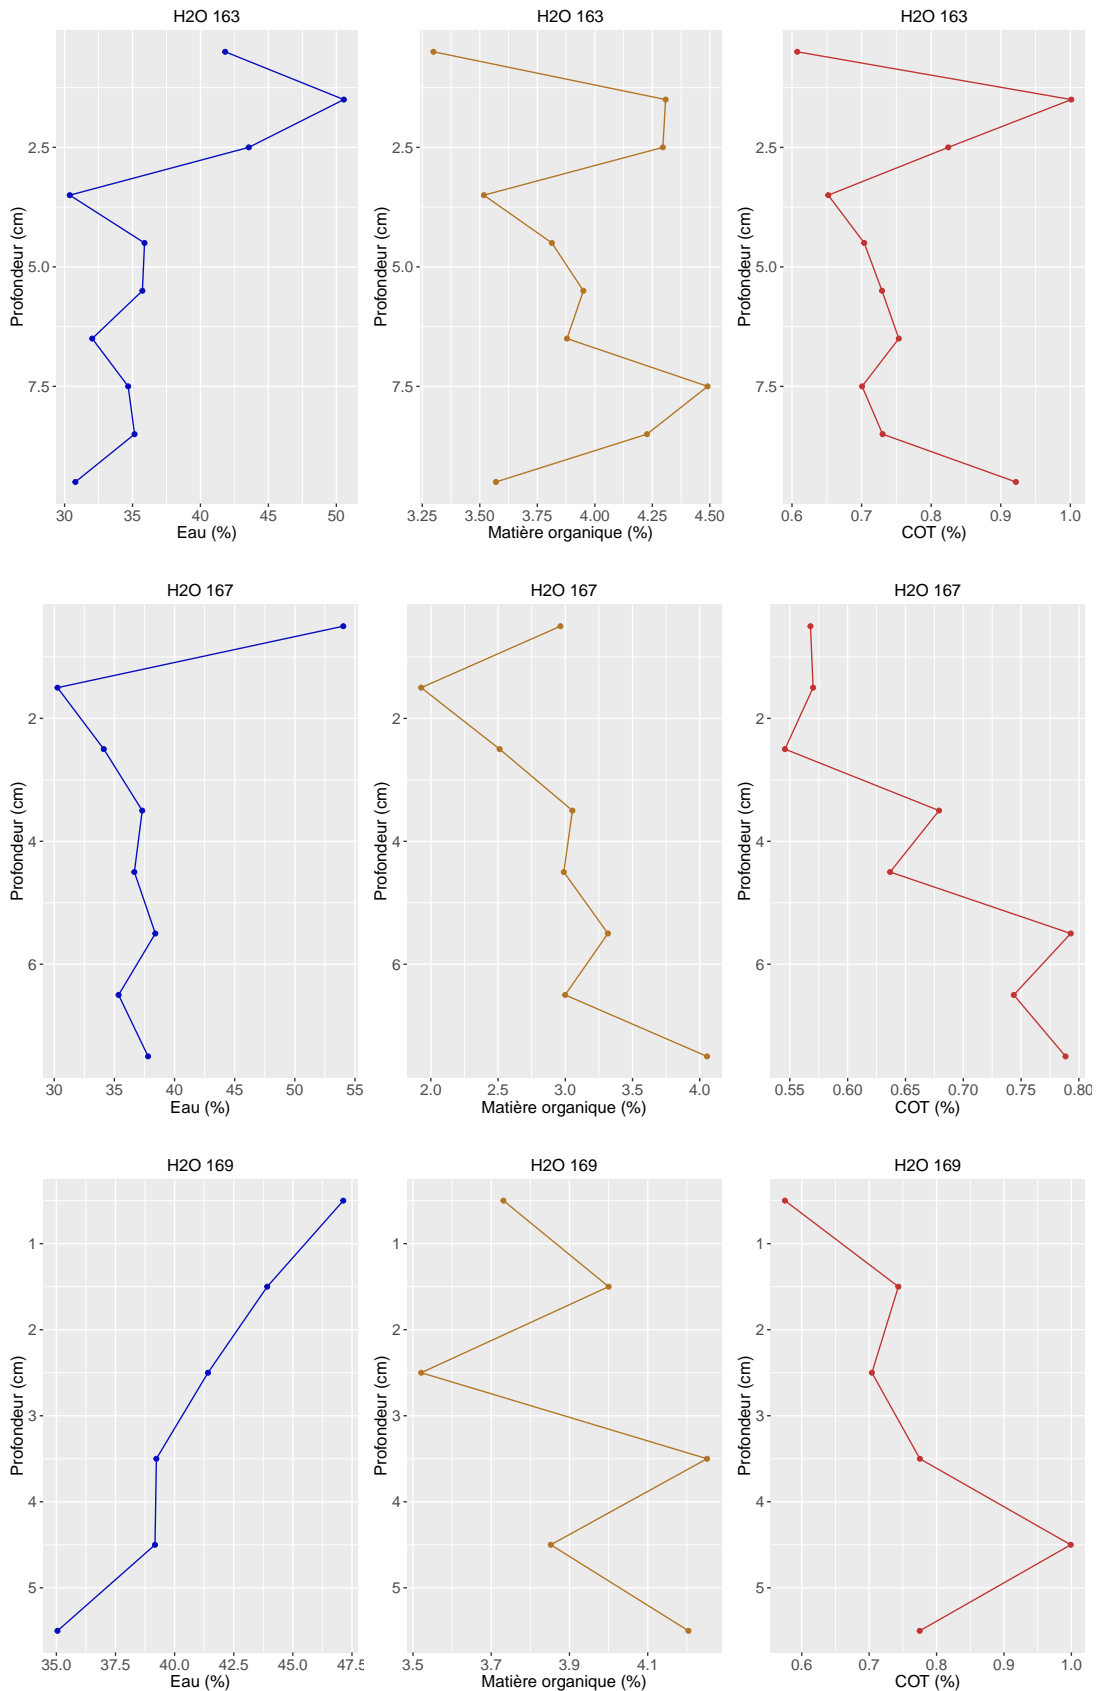 H2O 163 H2O 163 H2O 163
Profondeur (cm) Profondeur (cm) Profondeur (cm)
2.5 2.5 2.5
5.0 5.0 5.0
7.5 7.5 7.5
30 35 40 45 50 3.25 3.50 3.75 4.00 4.25 4.50 0.6 0.7 0.8 0.9 1.0
Eau (%) Matière organique (%) COT (%)
H2O 167 H2O 167 H2O 167
Profondeur (cm) Profondeur (cm) Profondeur (cm)
2 2 2
4 4 4
6 6 6
30 35 40 45 50 55 2.0 2.5 3.0 3.5 4.0 0.55 0.60 0.65 0.70 0.75 0.80
Eau (%) Matière organique (%) COT (%)
H2O 169 H2O 169 H2O 169
Profondeur (cm) Profondeur (cm) Profondeur (cm)
1 1 1
2 2 2
3 3 3
4 4 4
5 5 5
35.0 37.5 40.0 42.5 45.0 47.5 3.5 3.7 3.9 4.1 0.6 0.7 0.8 0.9 1.0
Eau (%) Matière organique (%) COT (%)